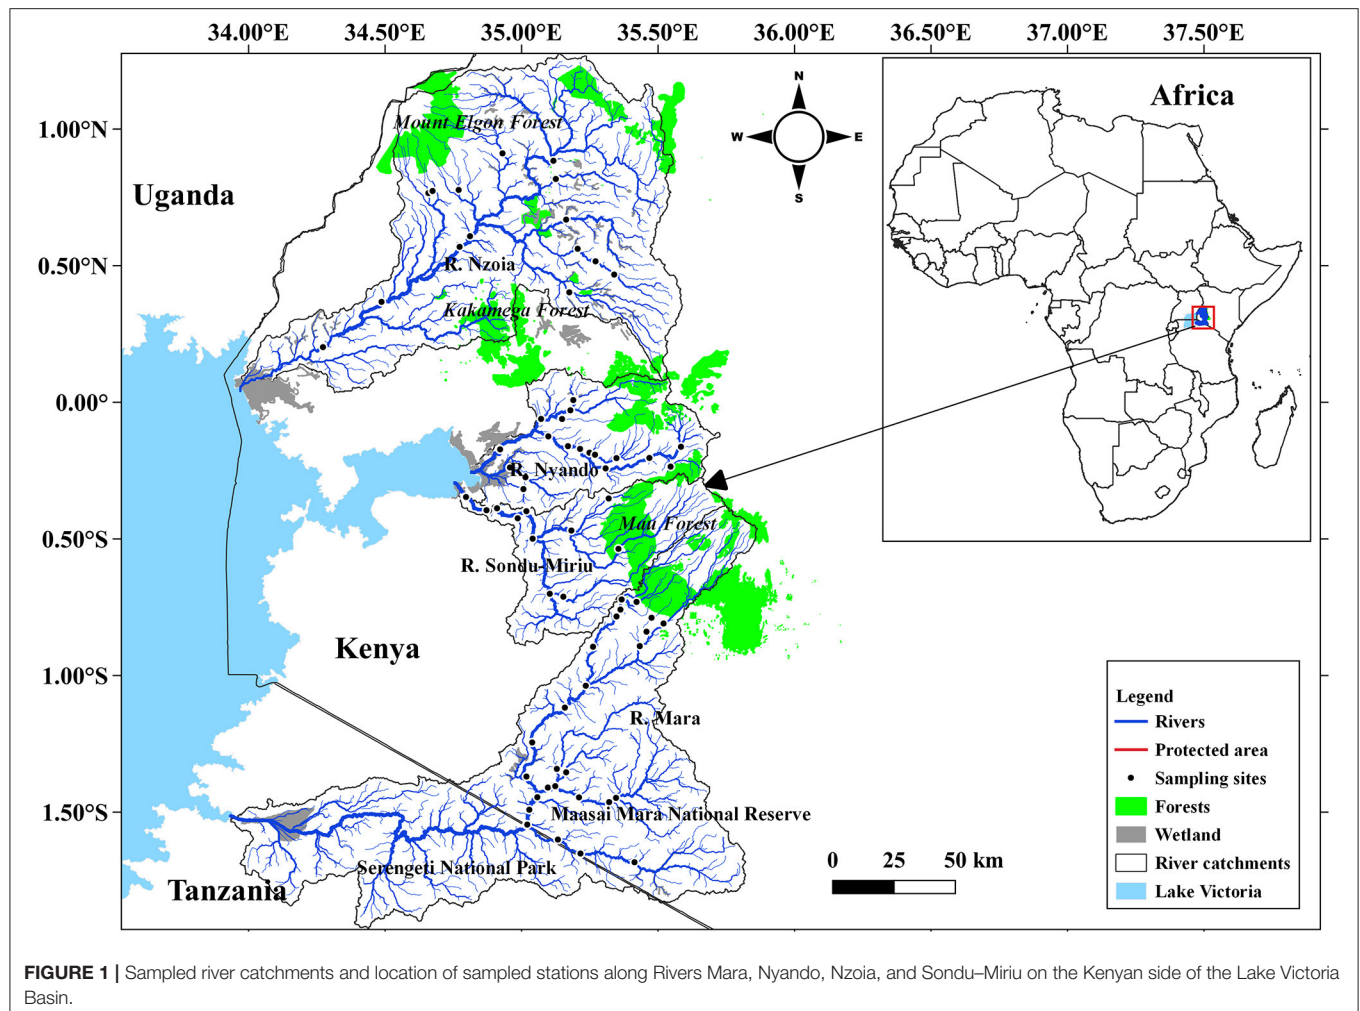 34.00°E 34.50°E 35.00°E 35.50°E 36.00°E 36.50°E 37.00°E 37.50°E
Africa
N
W E
S
1.00°N
Mount Elgon Forest
Uganda
0.50°N
R. Nzoia
Kakamega Forest
0.00°
R. Nyando
Mau Forest
0.50°S
R. Sondu-Miriu
Kenya
1.00°S
R. Mara
1.50°S
Maasai Mara National Reserve
Serengeti National Park
Tanzania
0 25 50 km
Legend
Rivers
Protected area
Sampling sites
Forests
Wetland
River catchments
Lake Victoria
FIGURE 1 | Sampled river catchments and location of sampled stations along Rivers Mara, Nyando, Nzoia, and Sondu–Miriu on the Kenyan side of the Lake Victoria
Basin.